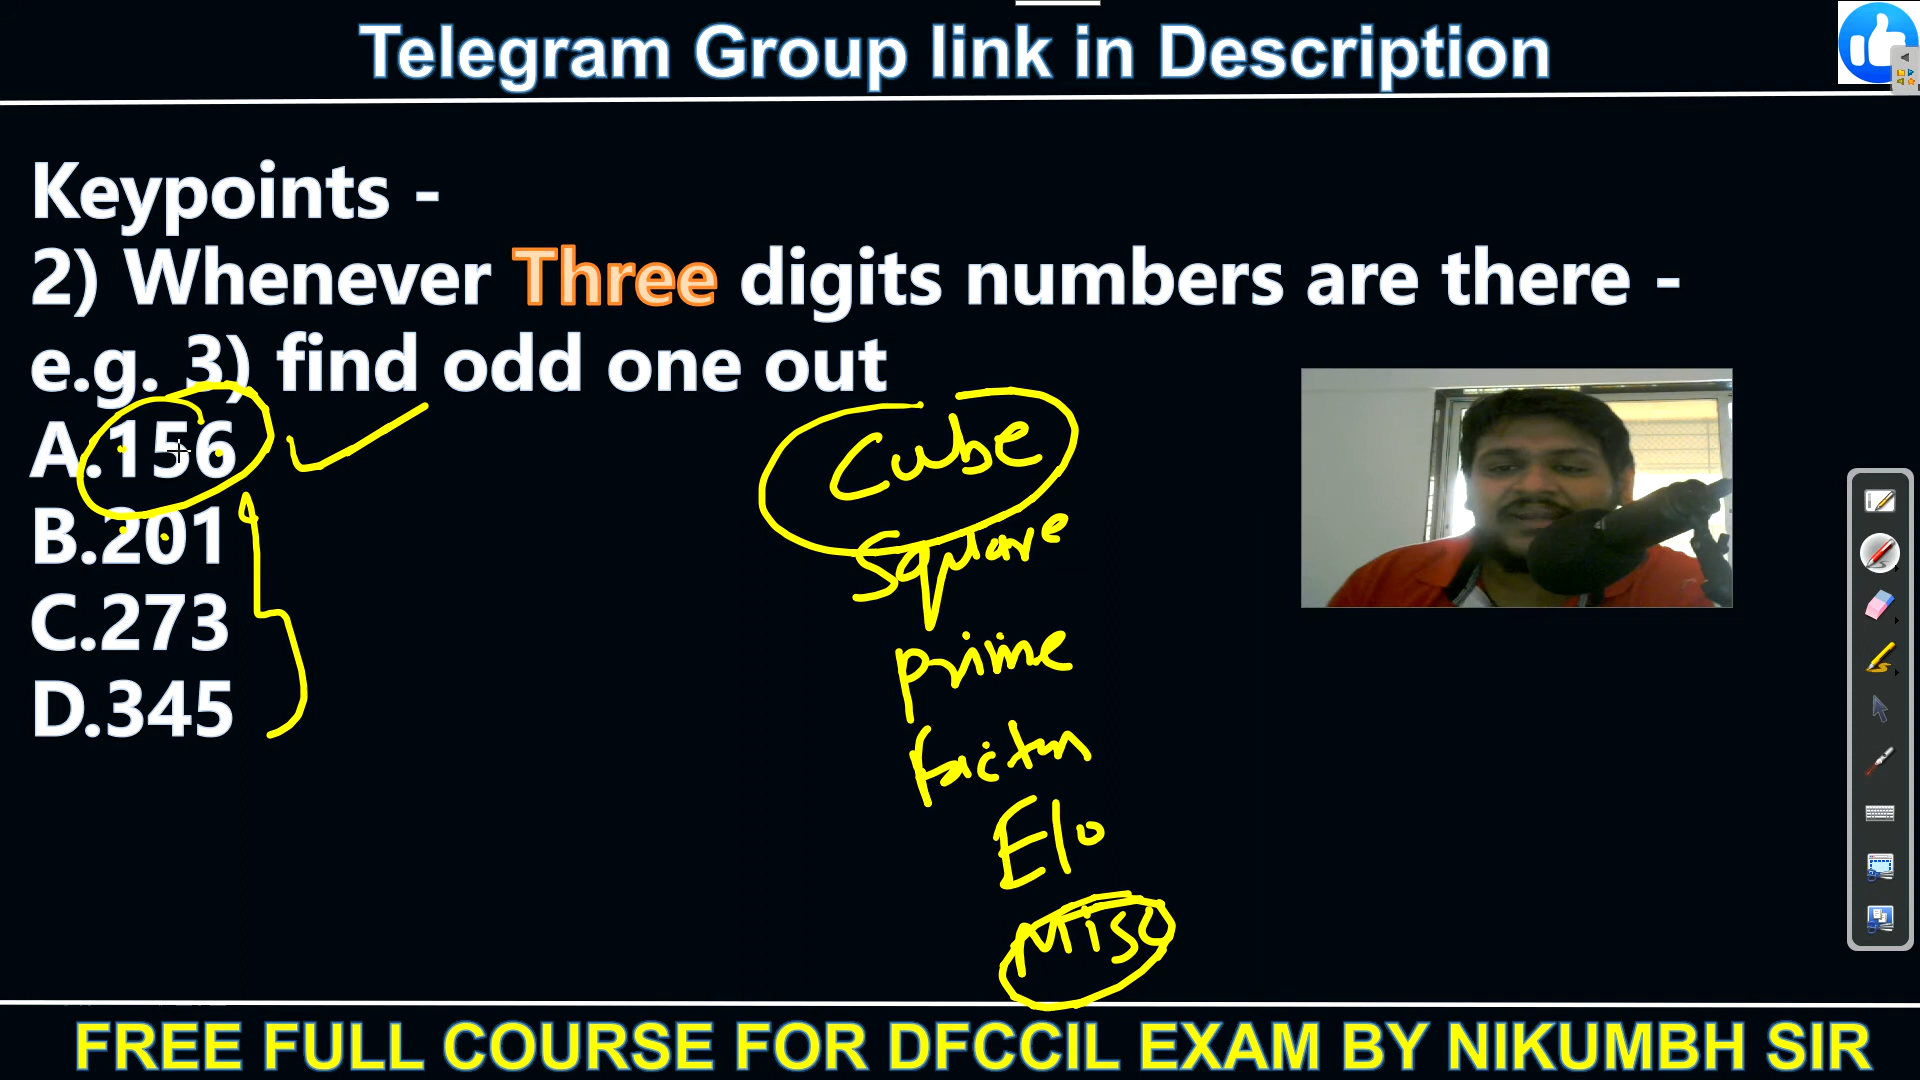 Telegram Group link in Description
Keypoints -
2) Whenever Three digits numbers are there -
e.g. 3) find odd one out
A.156
B.201
C.273
D.345
Cube
Square
prime
factor
E/o
Misc
FREE FULL COURSE FOR DFCCIL EXAM BY NIKUMBH SIR